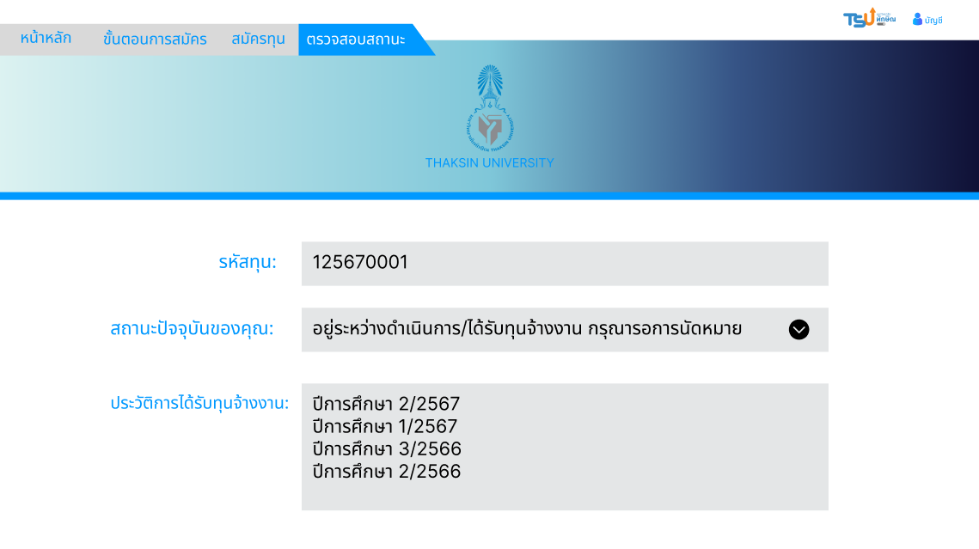 TSU
บัญชี
หน้าหลัก
ขั้นตอนการสมัคร
สมัครทุน
ตรวจสอบสถานะ
THAKSIN UNIVERSITY
รหัสทุน:
125670001
สถานะปัจจุบันของคุณ:
อยู่ระหว่างดำเนินการ/ได้รับทุนจ้างงาน กรุณารอการนัดหมาย
ประวัติการได้รับทุนจ้างงาน:
ปีการศึกษา 2/2567
ปีการศึกษา 1/2567
ปีการศึกษา 3/2566
ปีการศึกษา 2/2566